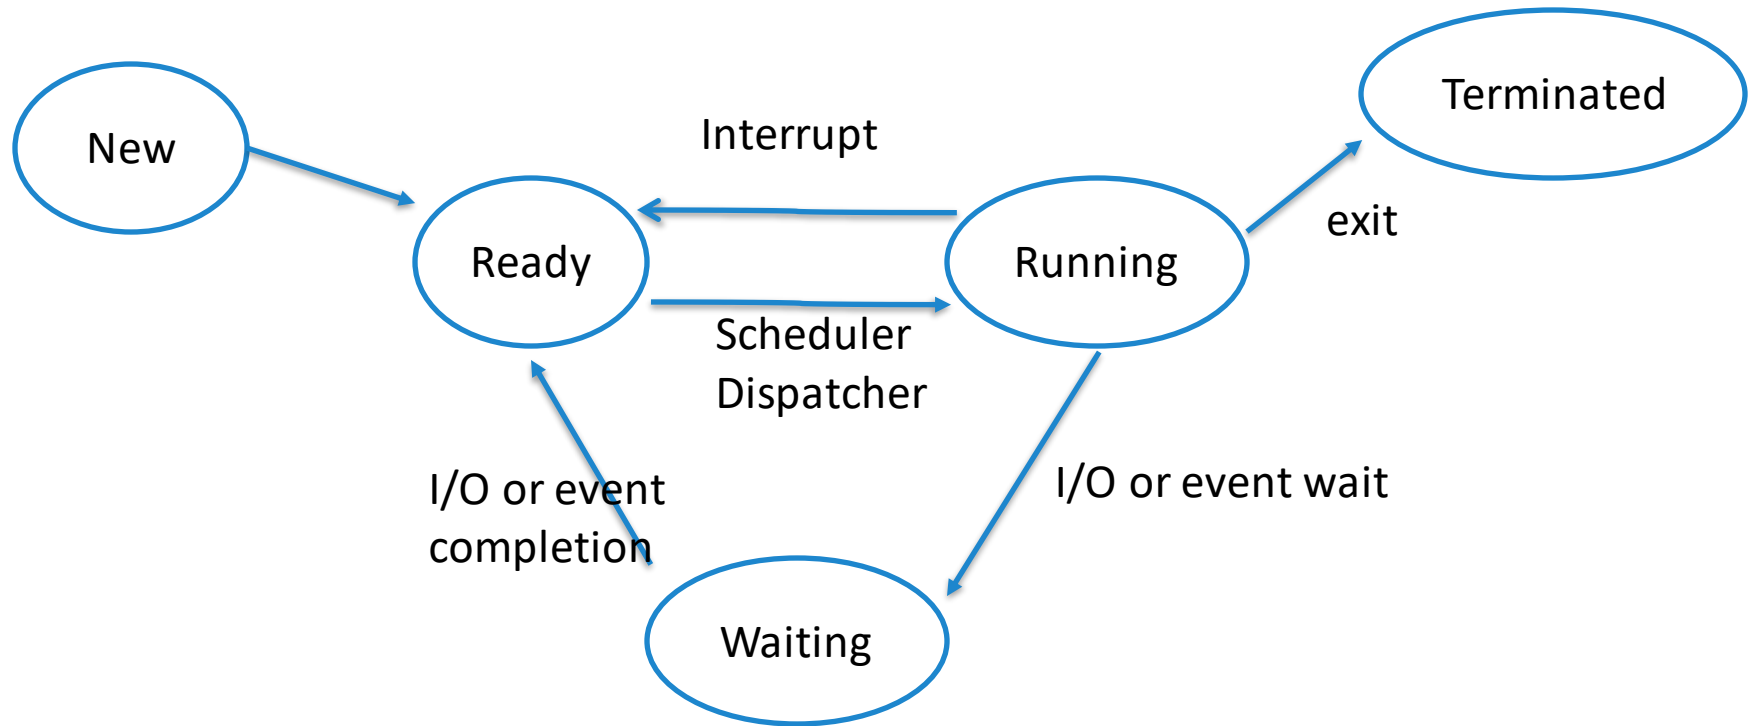 Terminated
New
Interrupt
exit
Ready
Running
Scheduler
Dispatcher
I/O or event
completion
I/O or event wait
Waiting